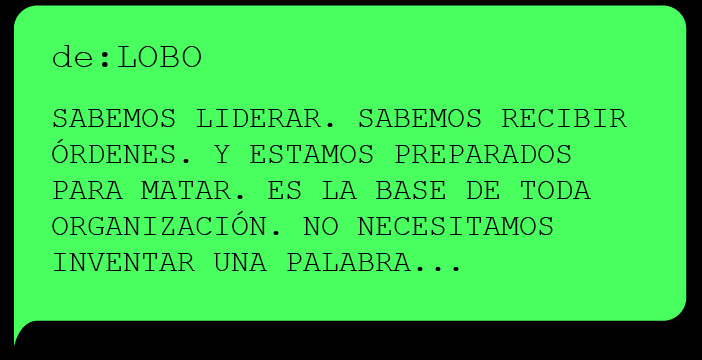 de:LOBO
SABEMOS LIDERAR. SABEMOS RECIBIR
ÓRDENES. Y ESTAMOS PREPARADOS
PARA MATAR. ES LA BASE DE TODA
ORGANIZACIÓN. NO NECESITAMOS
INVENTAR UNA PALABRA...